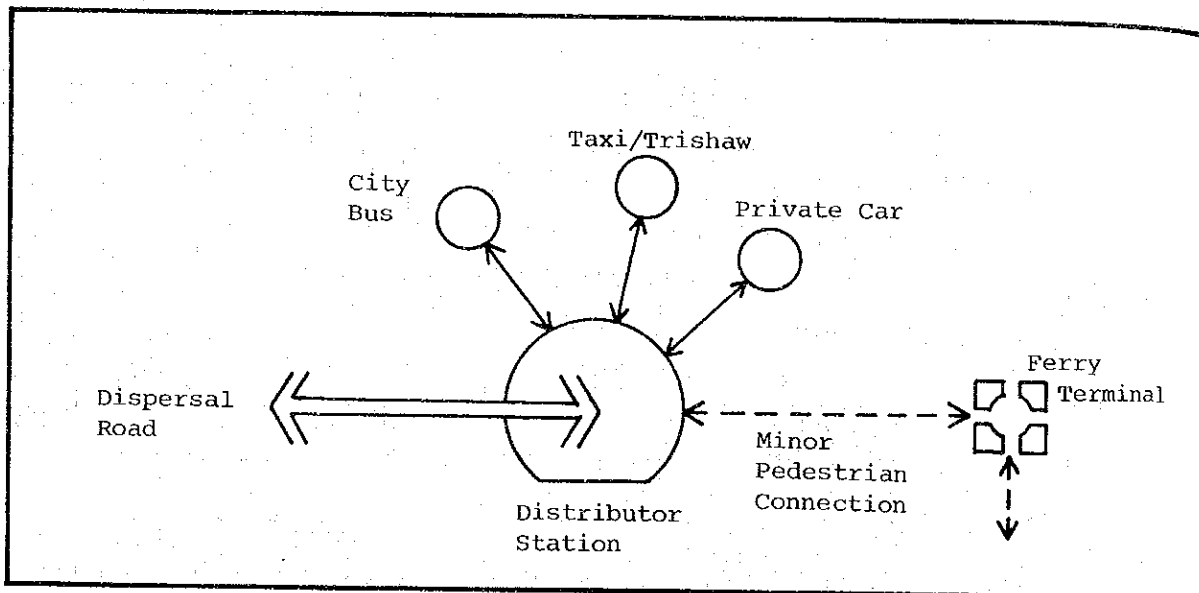 Taxi/Trishaw
City
Bus
Private Car
Ferry
Terminal
Dispersal
Road
Minor
Pedestrian
Connection
Distributor
Station